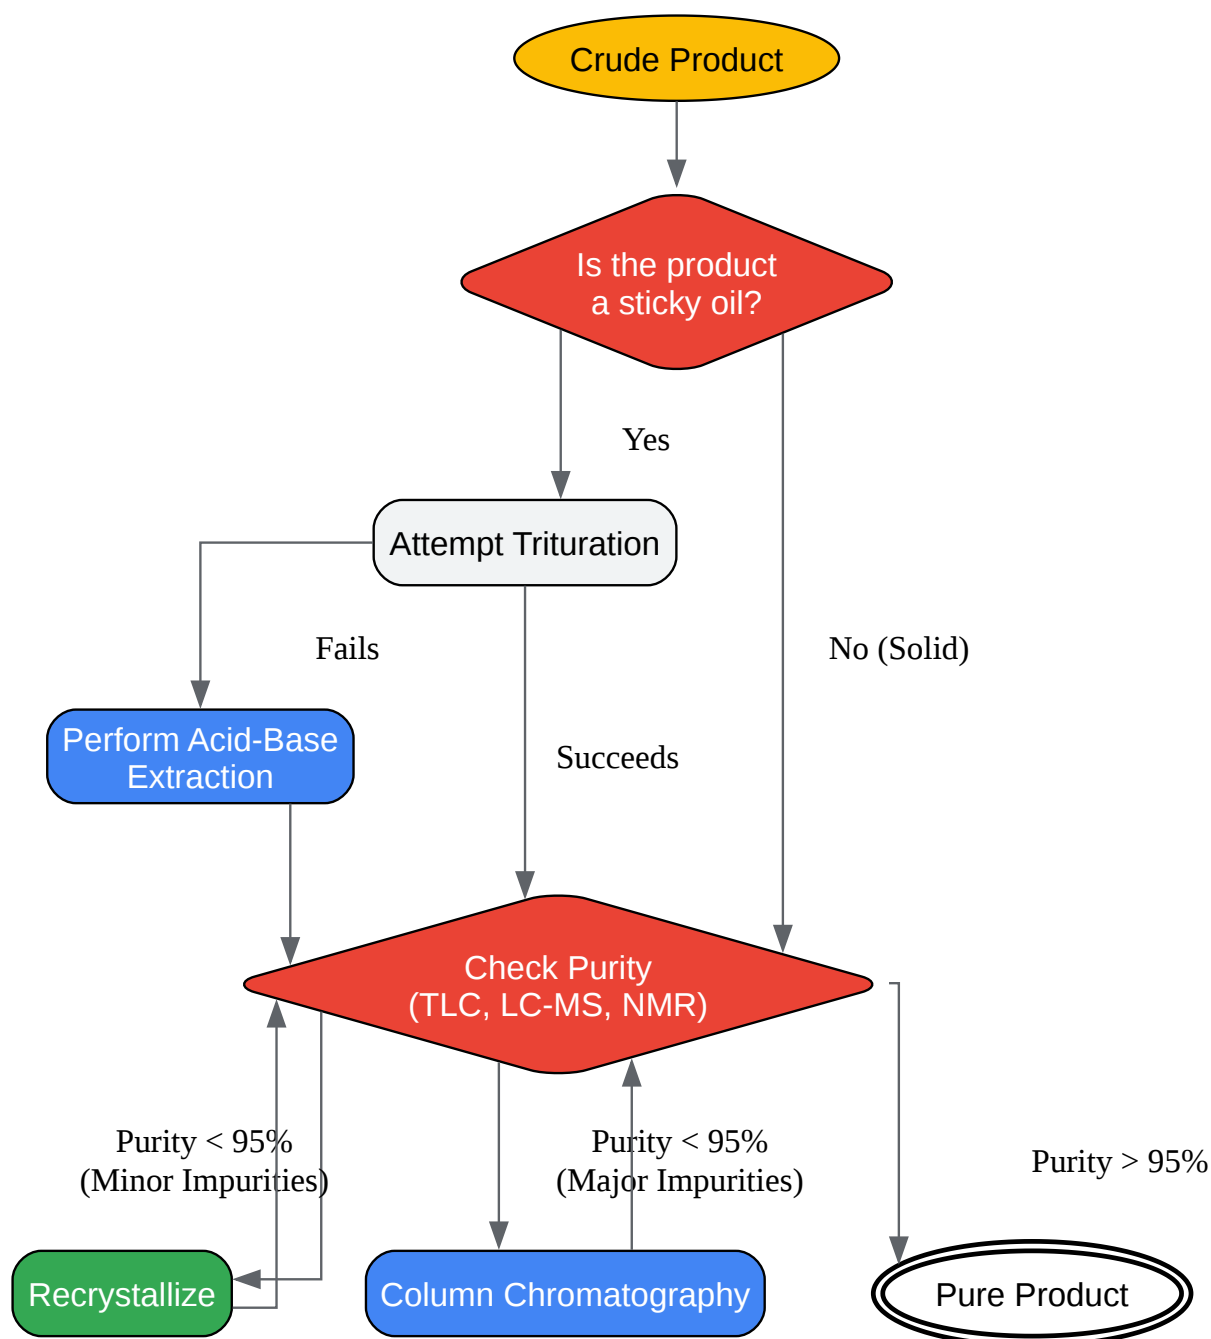 Crude Product
Is the product
a sticky oil?
Yes
Attempt Trituration
Fails
No (Solid)
Perform Acid-Base
Extraction
Succeeds
Check Purity
(TLC, LC-MS, NMR)
Purity < 95%
(Minor Impurities)
Purity < 95%
(Major Impurities)
Purity > 95%
Recrystallize
Column Chromatography
Pure Product